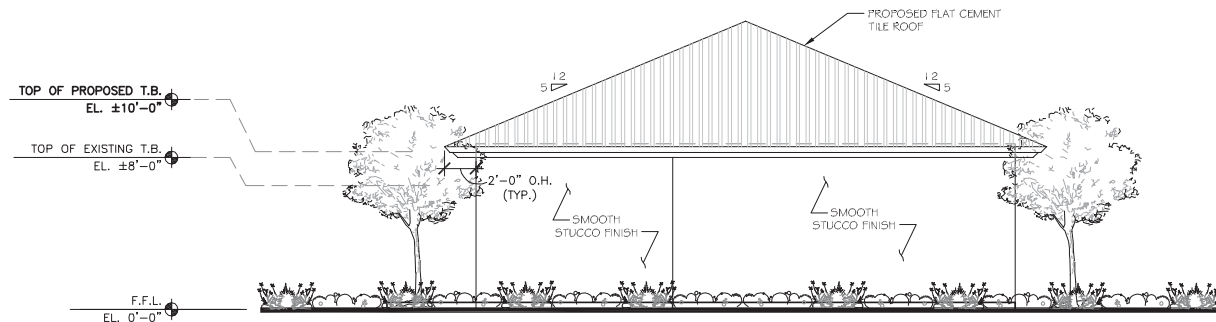 PROPOSED FLAT CEMENT
TILE ROOF
12
5
12
5
TOP OF PROPOSED T.B.
EL. ±10'-0"
TOP OF EXISTING T.B.
EL. ±8'-0"
2'-0" O.H.
(TYP.)
SMOOTH
STUCCO FINISH
SMOOTH
STUCCO FINISH
F.F.L.
EL. 0'-0"